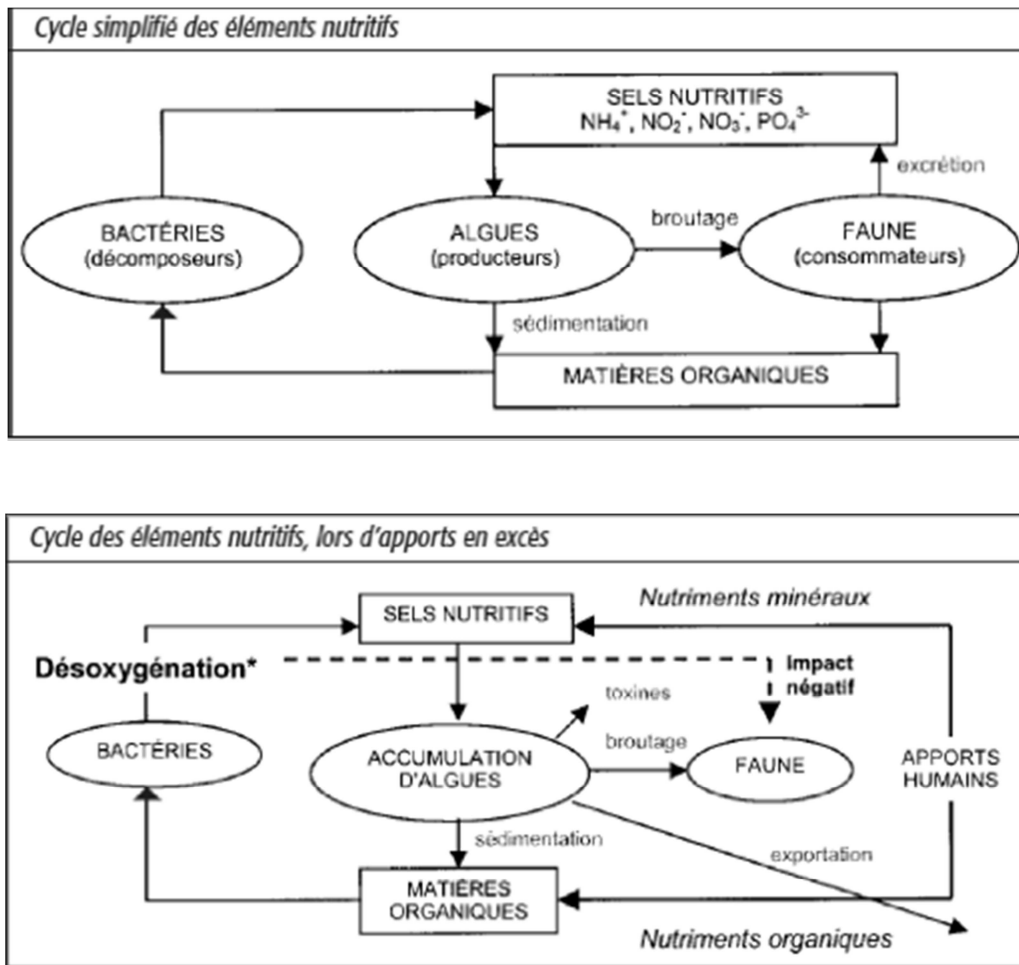 Cycle simplifié des éléments nutritifs
SELS NUTRITIFS
NH₄⁺, NO₂⁻, NO₃⁻, PO₄³⁻
excrétion
BACTÉRIES
(décomposeurs)
ALGUES
(producteurs)
broutage
FAUNE
(consommateurs)
sédimentation
MATIÈRES ORGANIQUES
Cycle des éléments nutritifs, lors d'apports en excès
SELS NUTRITIFS
Nutriments minéraux
Désoxygénation*
Impact
négatif
toxines
BACTÉRIES
ACCUMULATION
D'ALGUES
broutage
FAUNE
APPORTS
HUMAINS
sédimentation
exportation
MATIÈRES
ORGANIQUES
Nutriments organiques